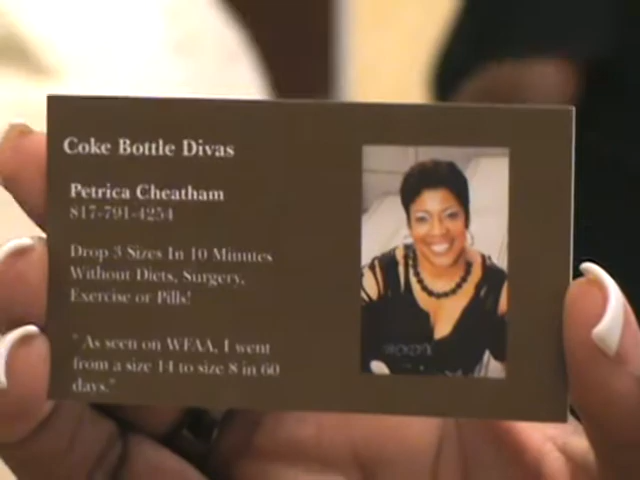 Coke Bottle Divas
Petrica Cheatham
817-791-4254
Drop 3 Sizes In 10 Minutes
Without Diets, Surgery,
Exercise or Pills!
" As seen on WFAA, I went
from a size 14 to size 8 in 60
days."